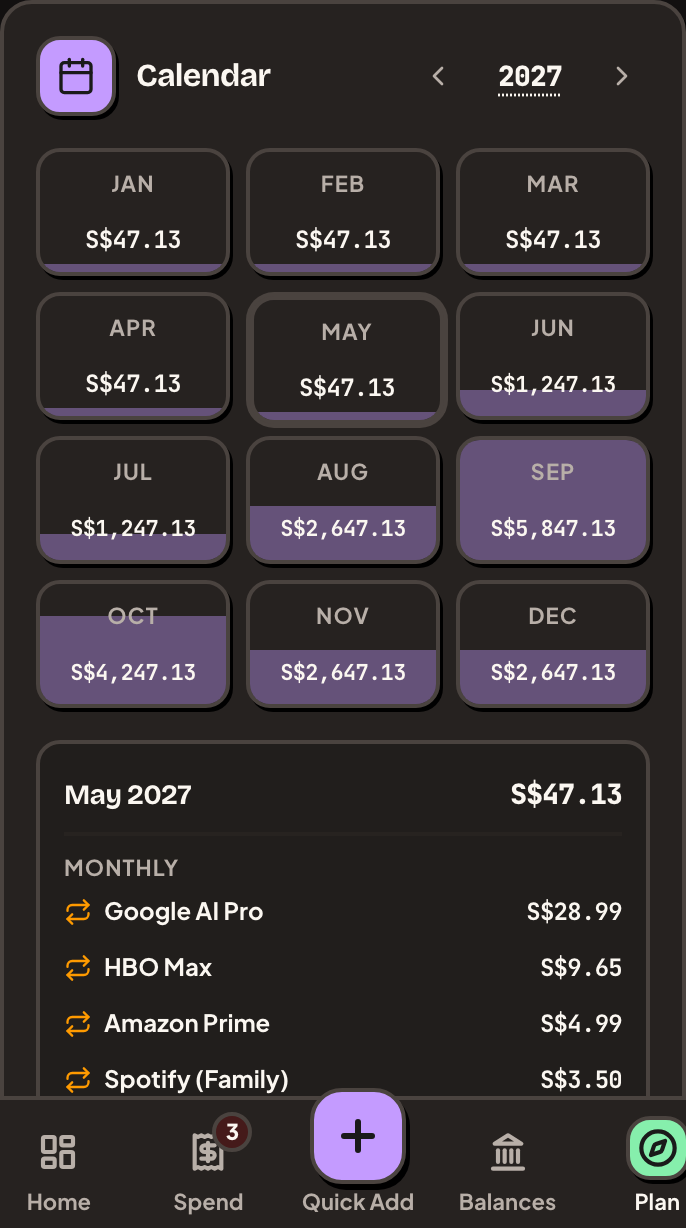 Calendar
2027
JAN FEB MAR
S$47.13 S$47.13 S$47.13
APR MAY JUN
S$47.13 S$47.13 S$1,247.13
JUL AUG SEP
S$1,247.13 S$2,647.13 S$5,847.13
OCT NOV DEC
S$4,247.13 S$2,647.13 S$2,647.13
May 2027 S$47.13
MONTHLY
Google AI Pro S$28.99
HBO Max S$9.65
Amazon Prime S$4.99
Spotify (Family) S$3.50
3
Home Spend Quick Add Balances Plan